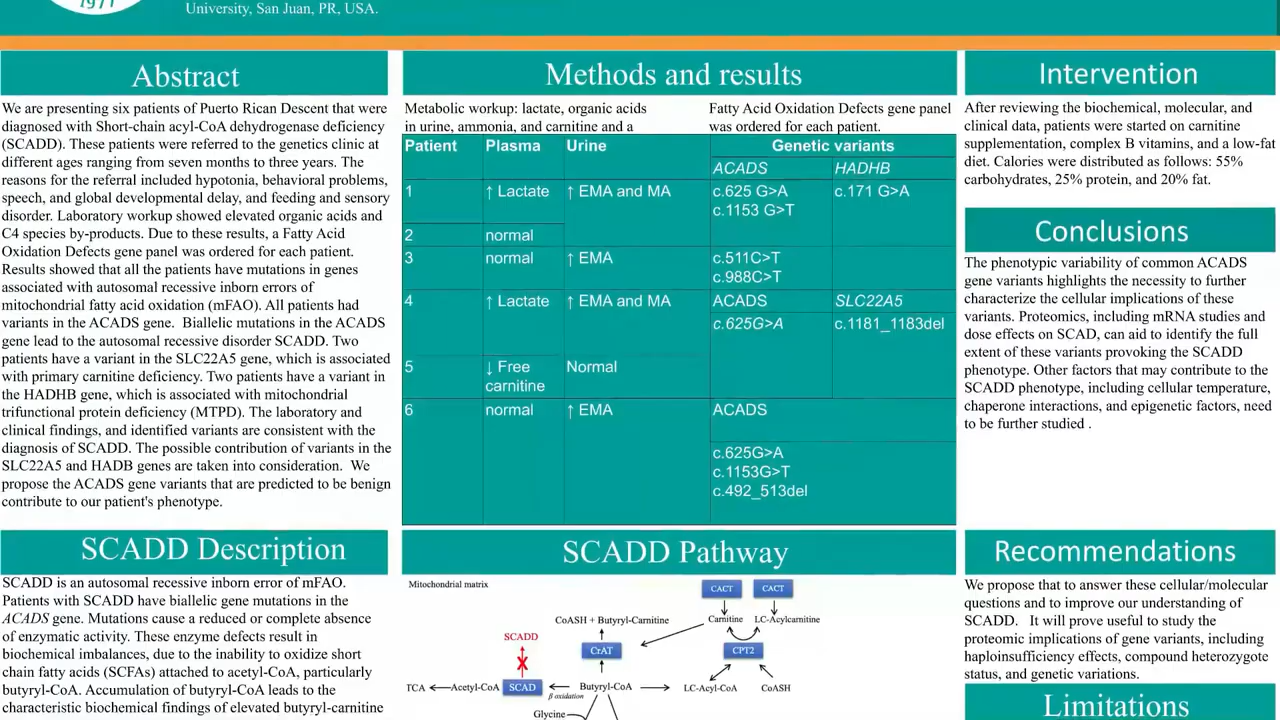 1977
University, San Juan, PR, USA.
Abstract
We are presenting six patients of Puerto Rican Descent that were
diagnosed with Short-chain acyl-CoA dehydrogenase deficiency
(SCADD). These patients were referred to the genetics clinic at
different ages ranging from seven months to three years. The
reasons for the referral included hypotonia, behavioral problems,
speech, and global developmental delay, and feeding and sensory
disorder. Laboratory workup showed elevated organic acids and
C4 species by-products. Due to these results, a Fatty Acid
Oxidation Defects gene panel was ordered for each patient.
Results showed that all the patients have mutations in genes
associated with autosomal recessive inborn errors of
mitochondrial fatty acid oxidation (mFAO). All patients had
variants in the ACADS gene. Biallelic mutations in the ACADS
gene lead to the autosomal recessive disorder SCADD. Two
patients have a variant in the SLC22A5 gene, which is associated
with primary carnitine deficiency. Two patients have a variant in
the HADHB gene, which is associated with mitochondrial
trifunctional protein deficiency (MTPD). The laboratory and
clinical findings, and identified variants are consistent with the
diagnosis of SCADD. The possible contribution of variants in the
SLC22A5 and HADB genes are taken into consideration. We
propose the ACADS gene variants that are predicted to be benign
contribute to our patient's phenotype.
SCADD Description
SCADD is an autosomal recessive inborn error of mFAO.
Patients with SCADD have biallelic gene mutations in the
ACADS gene. Mutations cause a reduced or complete absence
of enzymatic activity. These enzyme defects result in
biochemical imbalances, due to the inability to oxidize short
chain fatty acids (SCFAs) attached to acetyl-CoA, particularly
butyryl-CoA. Accumulation of butyryl-CoA leads to the
characteristic biochemical findings of elevated butyryl-carnitine
Methods and results
Metabolic workup: lactate, organic acids
in urine, ammonia, and carnitine and a
Fatty Acid Oxidation Defects gene panel
was ordered for each patient.
Patient Plasma Urine Genetic variants
ACADS HADHB
1 ↑ Lactate ↑ EMA and MA c.625 G>A c.171 G>A
c.1153 G>T
2 normal
3 normal ↑ EMA c.511C>T
c.988C>T
4 ↑ Lactate ↑ EMA and MA ACADS SLC22A5
c.625G>A c.1181_1183del
5 ↓ Free Normal
carnitine
6 normal ↑ EMA ACADS
c.625G>A
c.1153G>T
c.492_513del
SCADD Pathway
Mitochondrial matrix
CACT CACT
CoASH + Butyryl-Carnitine Carnitine LC-Acylcarnitine
SCADD
CrAT CPT2
TCA Acetyl-CoA SCAD Butyryl-CoA LC-Acyl-CoA CoASH
β oxidation
Glycine
Intervention
After reviewing the biochemical, molecular, and
clinical data, patients were started on carnitine
supplementation, complex B vitamins, and a low-fat
diet. Calories were distributed as follows: 55%
carbohydrates, 25% protein, and 20% fat.
Conclusions
The phenotypic variability of common ACADS
gene variants highlights the necessity to further
characterize the cellular implications of these
variants. Proteomics, including mRNA studies and
dose effects on SCAD, can aid to identify the full
extent of these variants provoking the SCADD
phenotype. Other factors that may contribute to the
SCADD phenotype, including cellular temperature,
chaperone interactions, and epigenetic factors, need
to be further studied .
Recommendations
We propose that to answer these cellular/molecular
questions and to improve our understanding of
SCADD. It will prove useful to study the
proteomic implications of gene variants, including
haploinsufficiency effects, compound heterozygote
status, and genetic variations.
Limitations